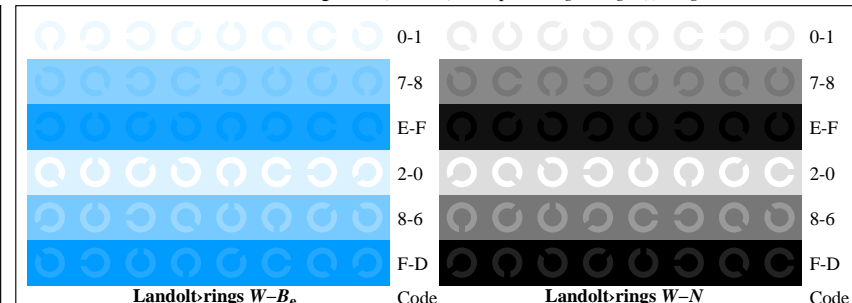 0-1 0-1
7-8 7-8
E-F E-F
2-0 2-0
8-6 8-6
F-D F-D
Landolt›rings W–Bₑ Code Landolt›rings W–N Code